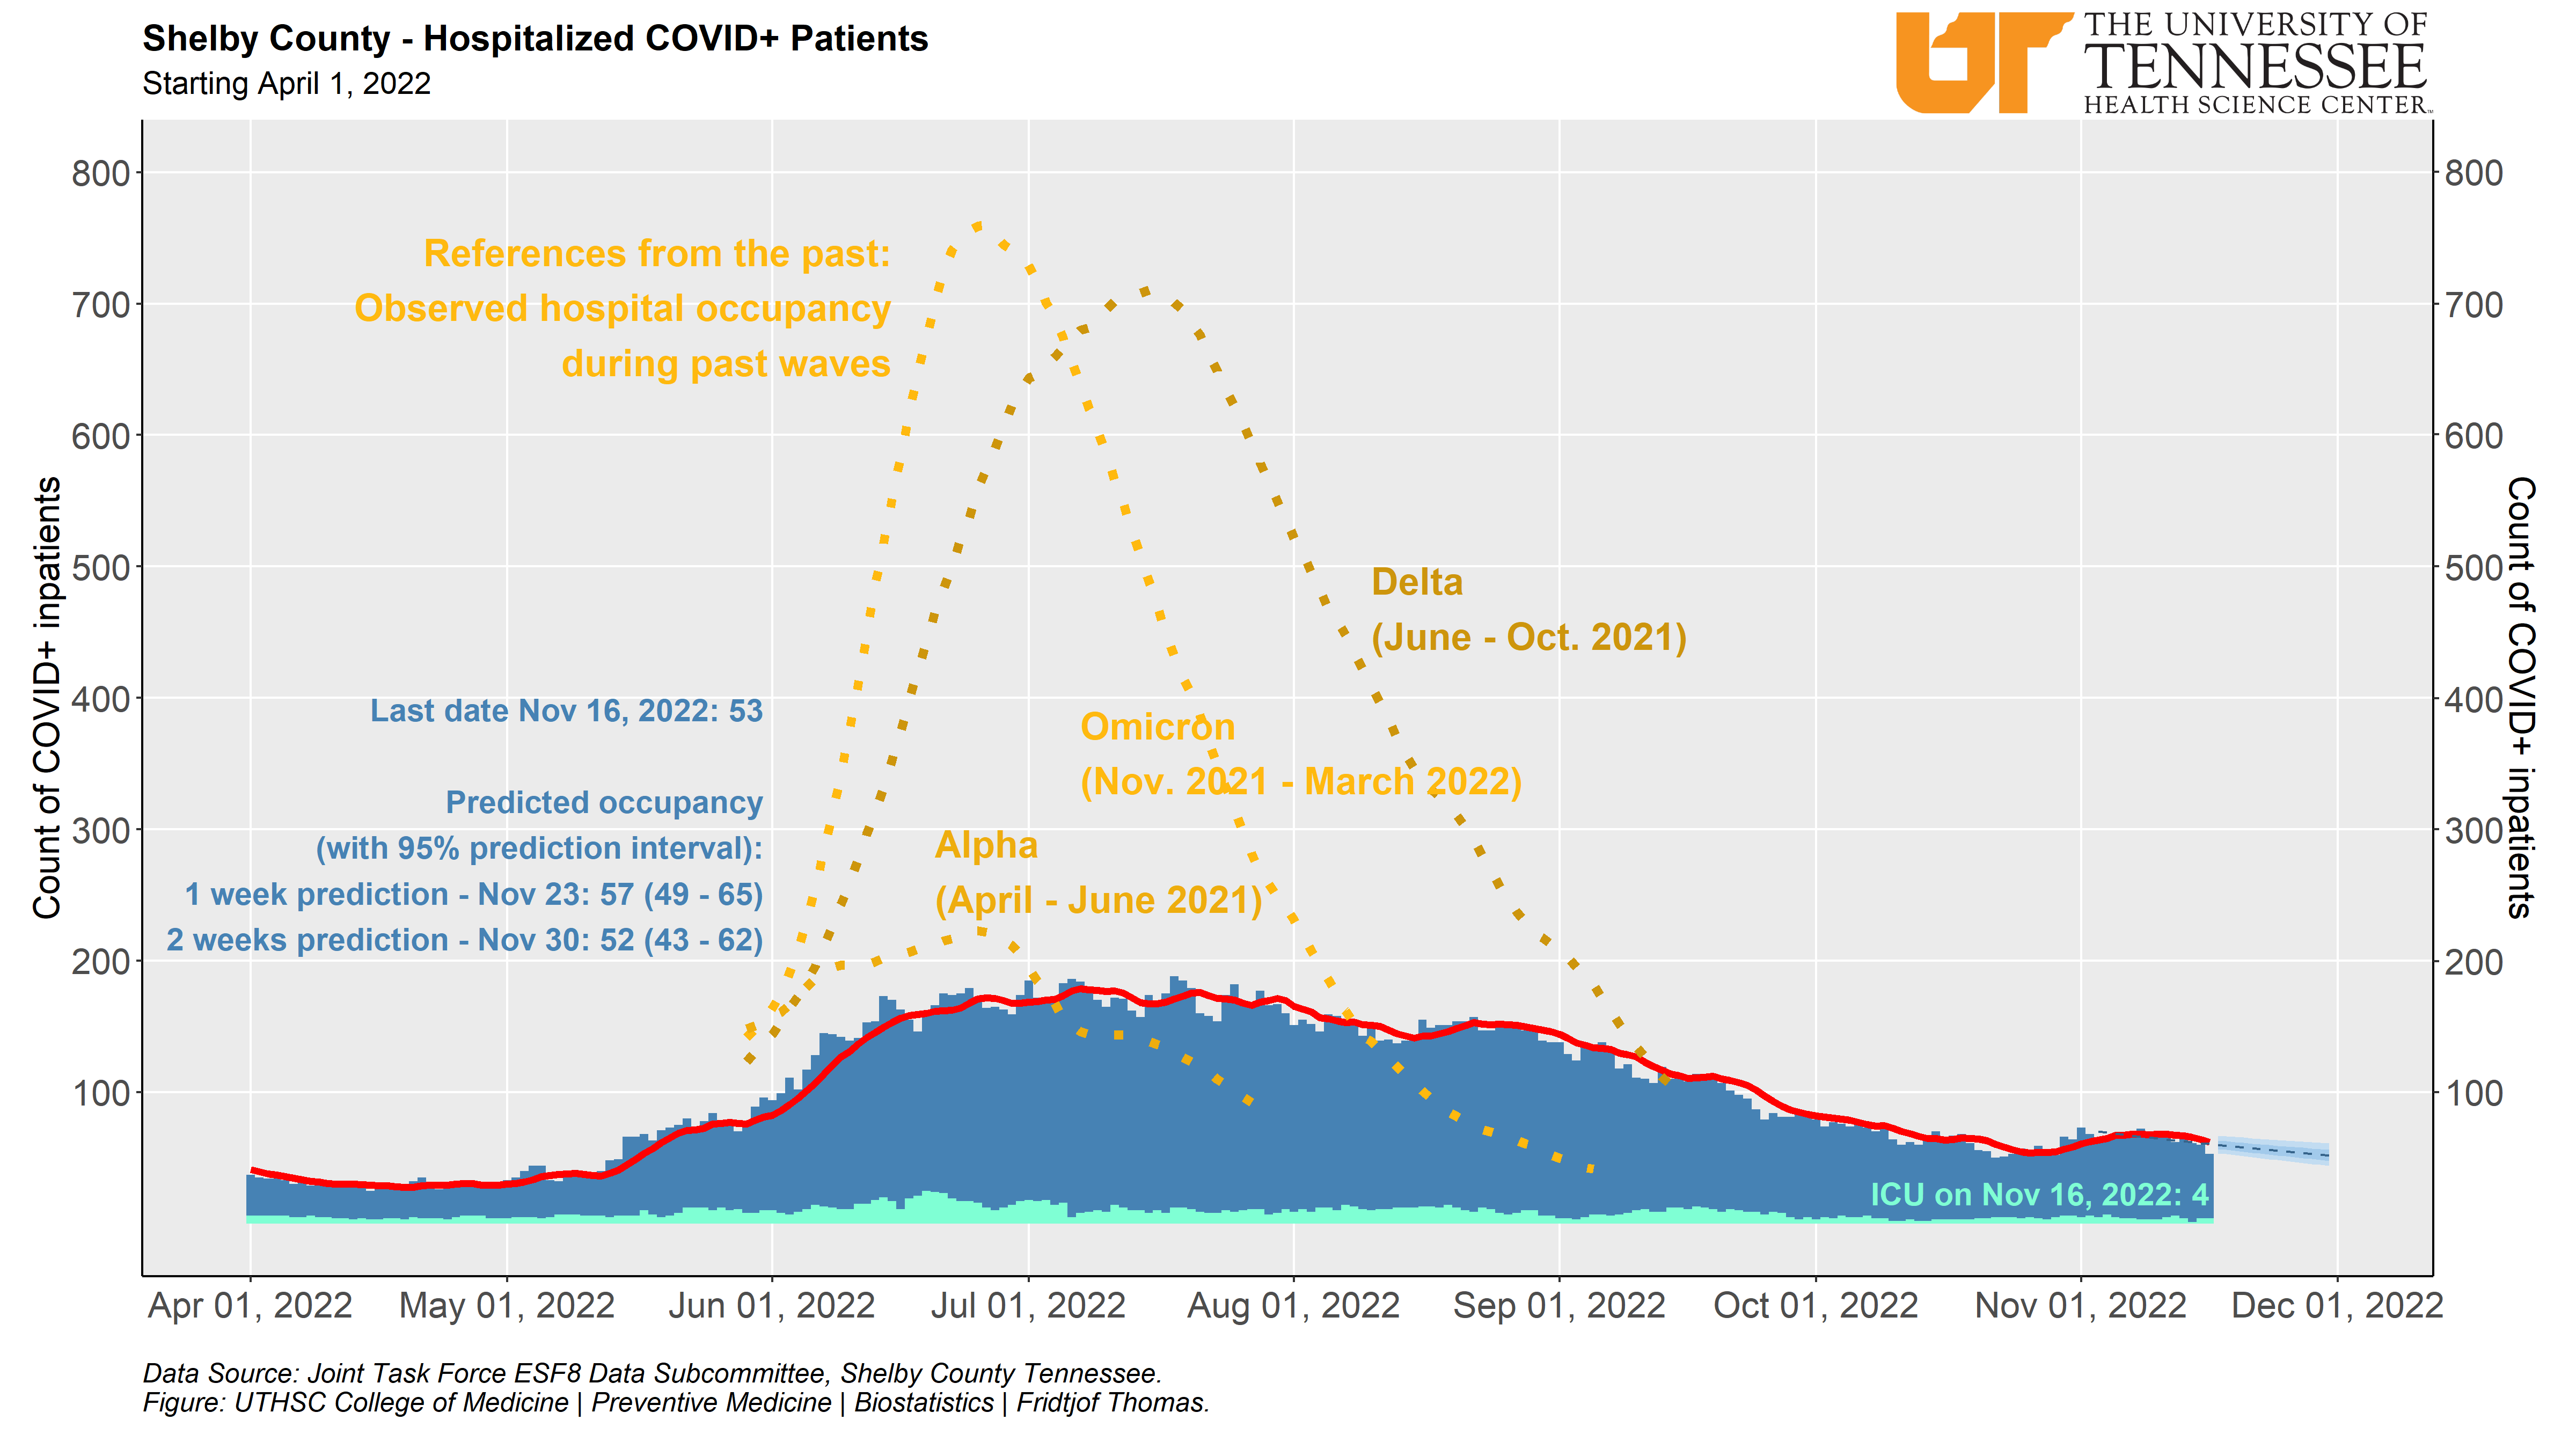 Shelby County - Hospitalized COVID+ Patients
Starting April 1, 2022
UT
THE UNIVERSITY OF
TENNESSEE
HEALTH SCIENCE CENTER™
800
700
600
500
400
300
200
100
Count of COVID+ inpatients
References from the past:
Observed hospital occupancy
during past waves
Last date Nov 16, 2022: 53
Predicted occupancy
(with 95% prediction interval):
1 week prediction - Nov 23: 57 (49 - 65)
2 weeks prediction - Nov 30: 52 (43 - 62)
Delta
(June - Oct. 2021)
Omicron
(Nov. 2021 - March 2022)
Alpha
(April - June 2021)
ICU on Nov 16, 2022: 4
800
700
600
500
400
300
200
100
Count of COVID+ inpatients
Apr 01, 2022 May 01, 2022 Jun 01, 2022 Jul 01, 2022 Aug 01, 2022 Sep 01, 2022 Oct 01, 2022 Nov 01, 2022 Dec 01, 2022
Data Source: Joint Task Force ESF8 Data Subcommittee, Shelby County Tennessee.
Figure: UTHSC College of Medicine | Preventive Medicine | Biostatistics | Fridtjof Thomas.